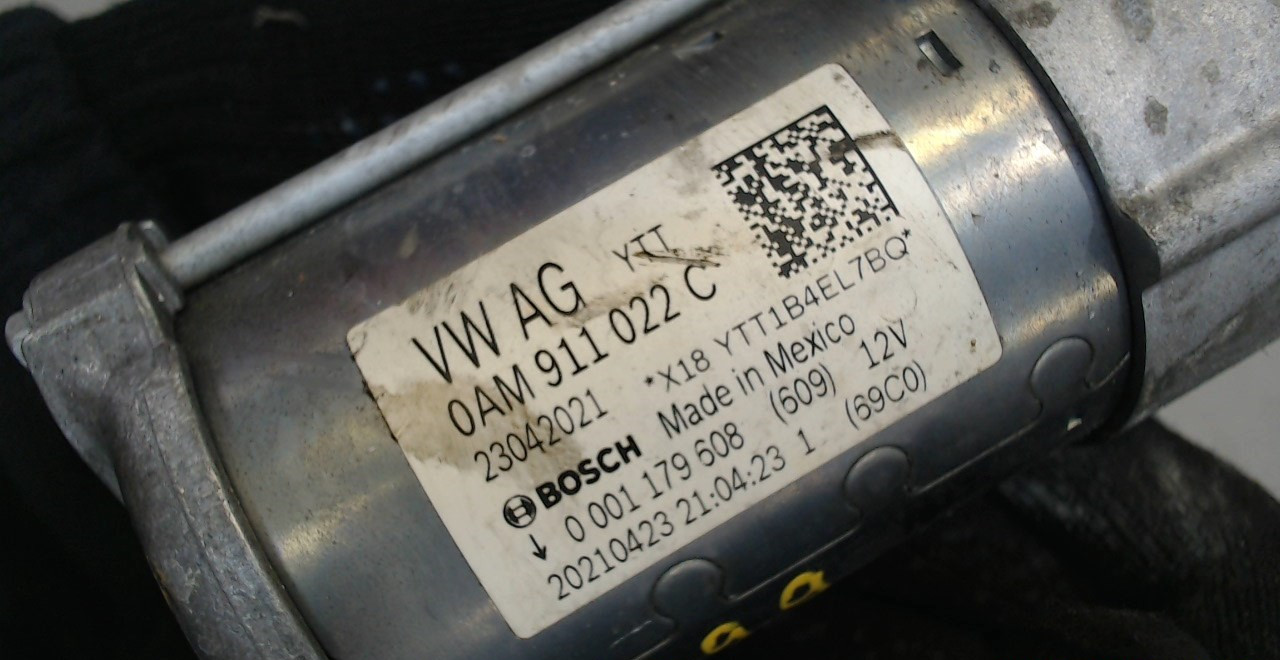 VW AG YTT
0AM 911 022 C
23042021 *X18 YTT1B4EL7BQ*
BOSCH Made in Mexico
0 001 179 608 (609) 12V
20210423 21:04:23 1 (69C0)
a a